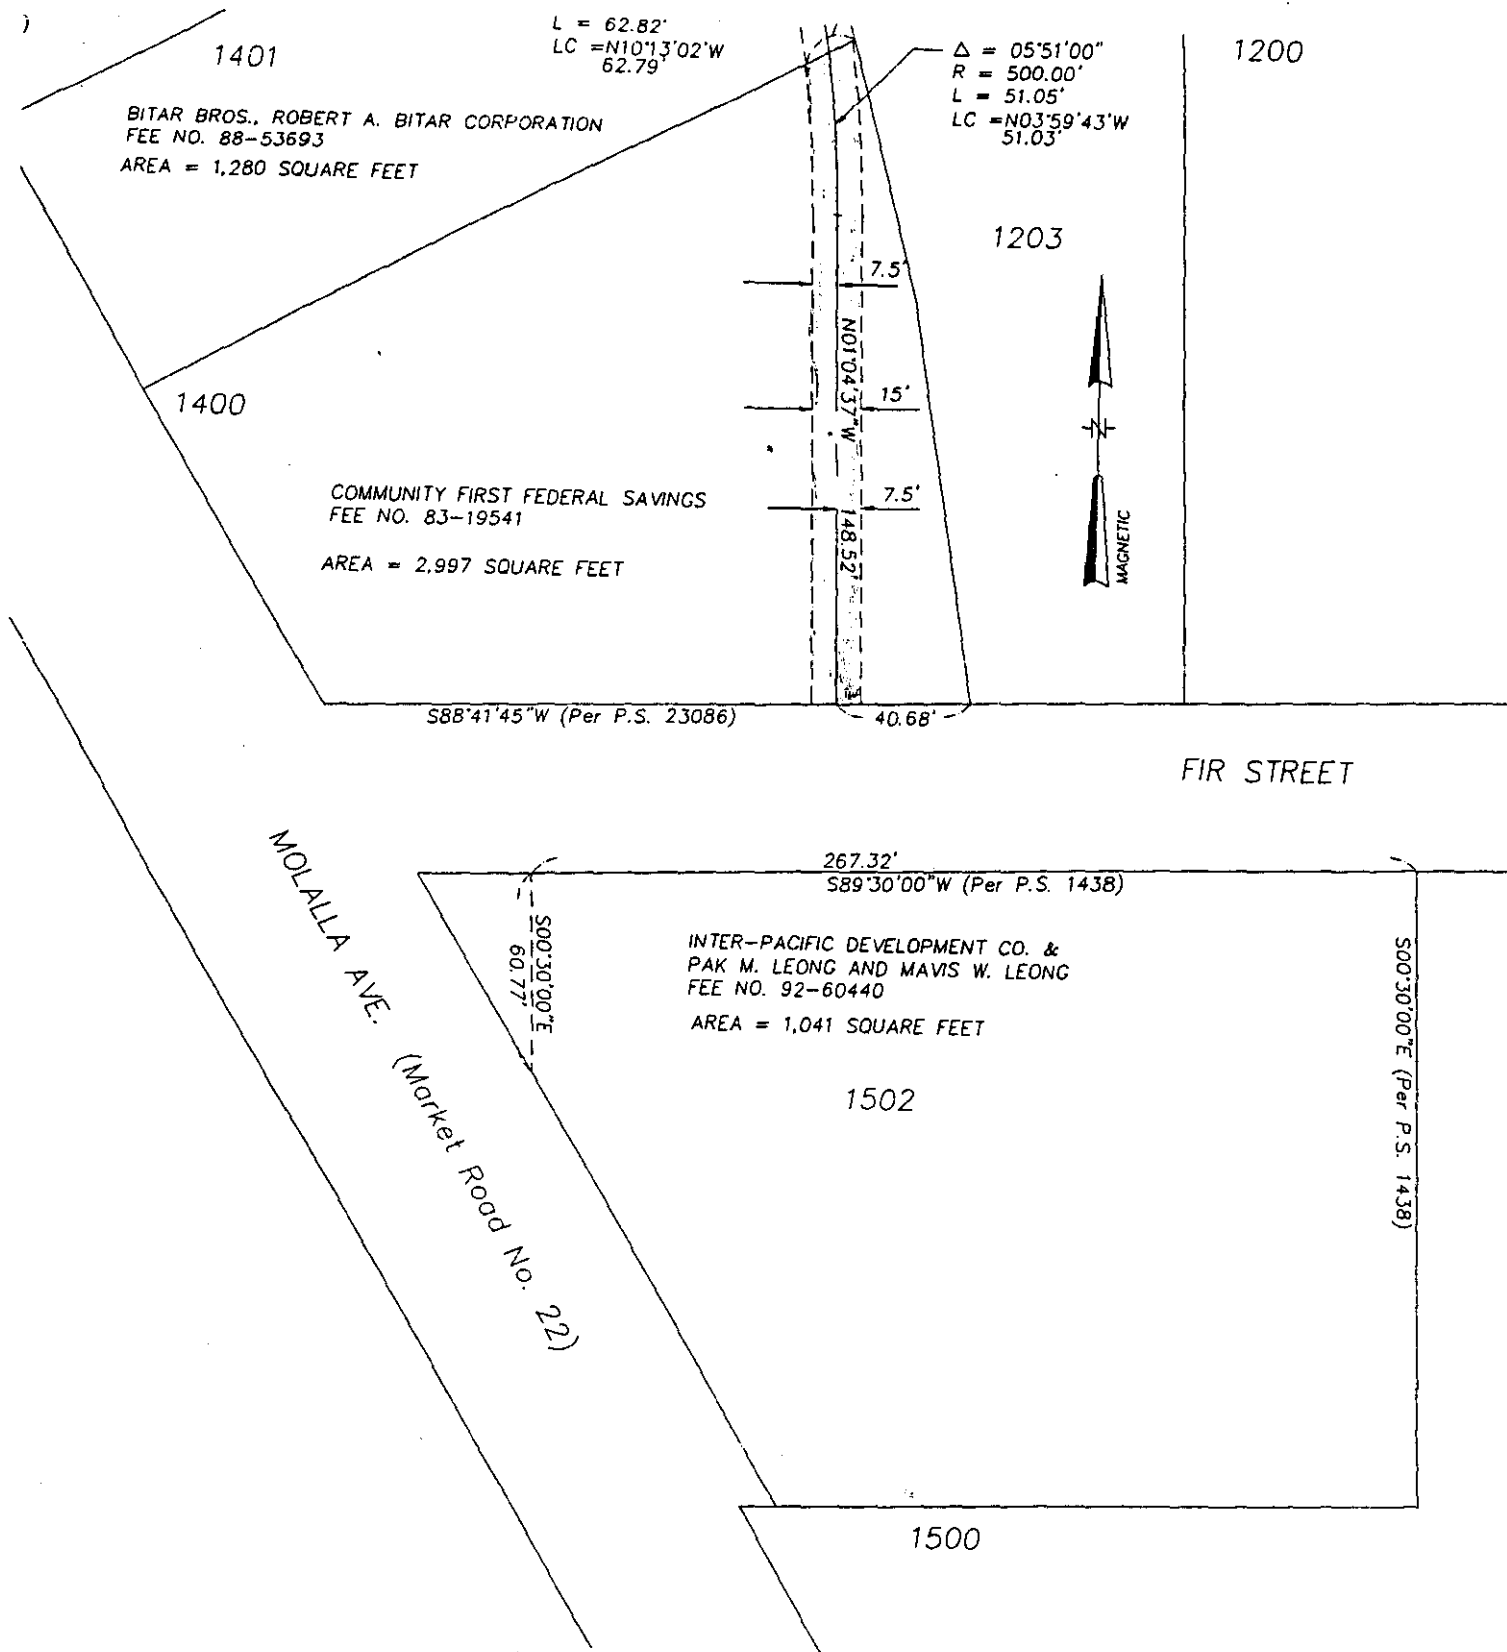 L = 62.82'
LC =N10°13'02"W
62.79'
Δ = 05°51'00"
R = 500.00'
L = 51.05'
LC =N03°59'43"W
51.03'
1401
1200
BITAR BROS., ROBERT A. BITAR CORPORATION
FEE NO. 88-53693
AREA = 1,280 SQUARE FEET
1203
7.5'
N01°04'37"W
148.52'
15'
7.5'
1400
N
MAGNETIC
COMMUNITY FIRST FEDERAL SAVINGS
FEE NO. 83-19541
AREA = 2,997 SQUARE FEET
S88°41'45"W (Per P.S. 23086)
40.68'
FIR STREET
MOLALLA AVE. (Market Road No. 22)
267.32'
S89°30'00"W (Per P.S. 1438)
S00°30'00"E
60.77'
INTER-PACIFIC DEVELOPMENT CO. &
PAK M. LEONG AND MAVIS W. LEONG
FEE NO. 92-60440
AREA = 1,041 SQUARE FEET
1502
S00°30'00"E (Per P.S. 1438)
1500